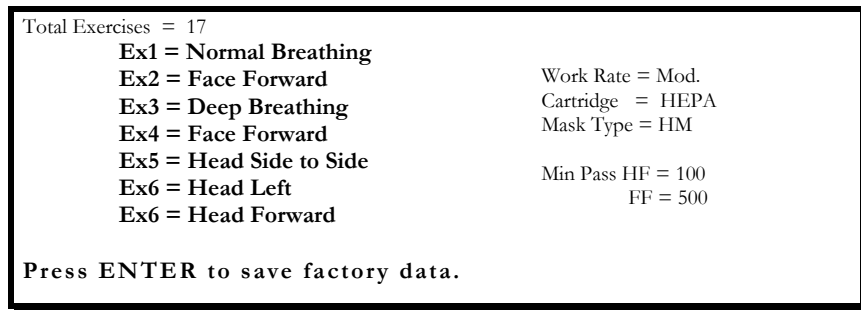 Total Exercises = 17
Ex1 = Normal Breathing
Ex2 = Face Forward
Ex3 = Deep Breathing
Ex4 = Face Forward
Ex5 = Head Side to Side
Ex6 = Head Left
Ex6 = Head Forward
Work Rate = Mod.
Cartridge = HEPA
Mask Type = HM
Min Pass HF = 100
FF = 500
Press ENTER to save factory data.